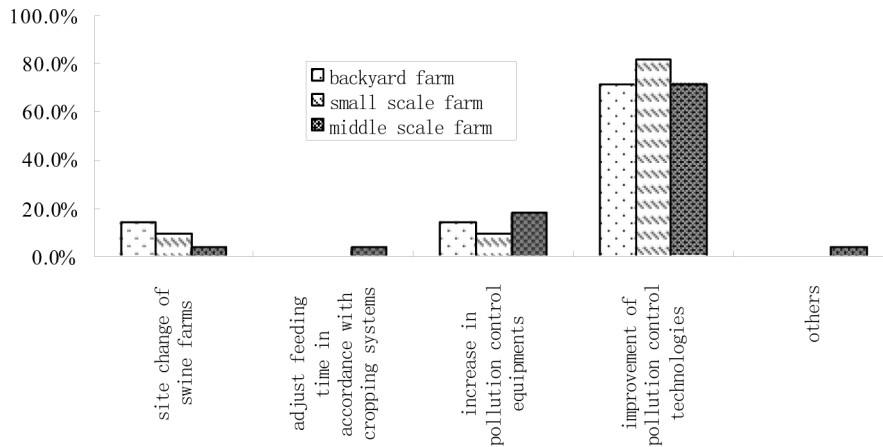 100.0%
80.0%
60.0%
40.0%
20.0%
0.0%
backyard farm
small scale farm
middle scale farm
site change of
swine farms
adjust feeding
time in
accordance with
cropping systems
increase in
pollution control
equipments
improvement of
pollution control
technologies
others